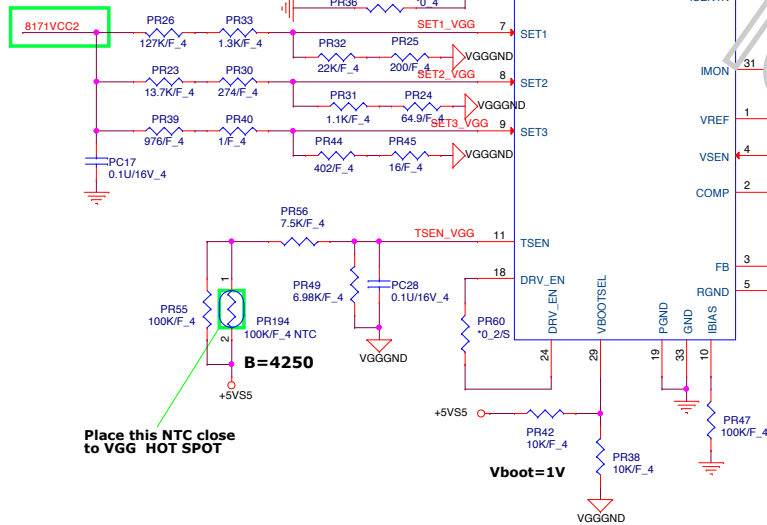 PR36
*0_4
8171VCC2
PR26
127K/F_4
PR33
1.3K/F_4
SET1_VGG
7
SET1
PR32
22K/F_4
PR25
200/F_4
VGGGND
PR23
13.7K/F_4
PR30
274/F_4
SET2_VGG
8
SET2
PR31
1.1K/F_4
PR24
64.9/F_4
VGGGND
PR39
976/F_4
PR40
1/F_4
SET3_VGG
9
SET3
PR44
402/F_4
PR45
16/F_4
VGGGND
PC17
0.1U/16V_4
IMON
31
VREF
1
VSEN
4
COMP
2
FB
3
RGND
5
PR56
7.5K/F_4
TSEN_VGG
11
TSEN
18
DRV_EN
PR49
6.98K/F_4
PC28
0.1U/16V_4
VGGGND
1
2
PR55
100K/F_4
PR194
100K/F_4 NTC
B=4250
+5VS5
Place this NTC close
to VGG HOT SPOT
PR60
*0_2/S
DRV_EN
24
VBOOTSEL
29
PGND
19
GND
33
IBIAS
10
+5VS5
PR42
10K/F_4
PR38
10K/F_4
Vboot=1V
VGGGND
PR47
100K/F_4